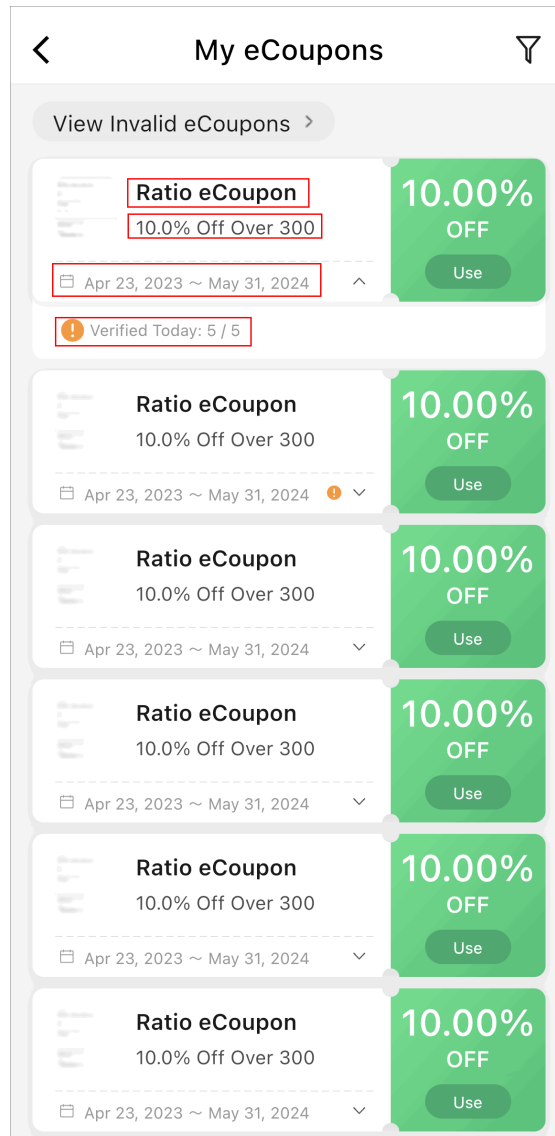 My eCoupons
View Invalid eCoupons >
Ratio eCoupon
10.0% Off Over 300
Apr 23, 2023 ～ May 31, 2024
10.00%
OFF
Use
Verified Today: 5 / 5
Ratio eCoupon
10.0% Off Over 300
Apr 23, 2023 ～ May 31, 2024
10.00%
OFF
Use
Ratio eCoupon
10.0% Off Over 300
Apr 23, 2023 ～ May 31, 2024
10.00%
OFF
Use
Ratio eCoupon
10.0% Off Over 300
Apr 23, 2023 ～ May 31, 2024
10.00%
OFF
Use
Ratio eCoupon
10.0% Off Over 300
Apr 23, 2023 ～ May 31, 2024
10.00%
OFF
Use
Ratio eCoupon
10.0% Off Over 300
Apr 23, 2023 ～ May 31, 2024
10.00%
OFF
Use